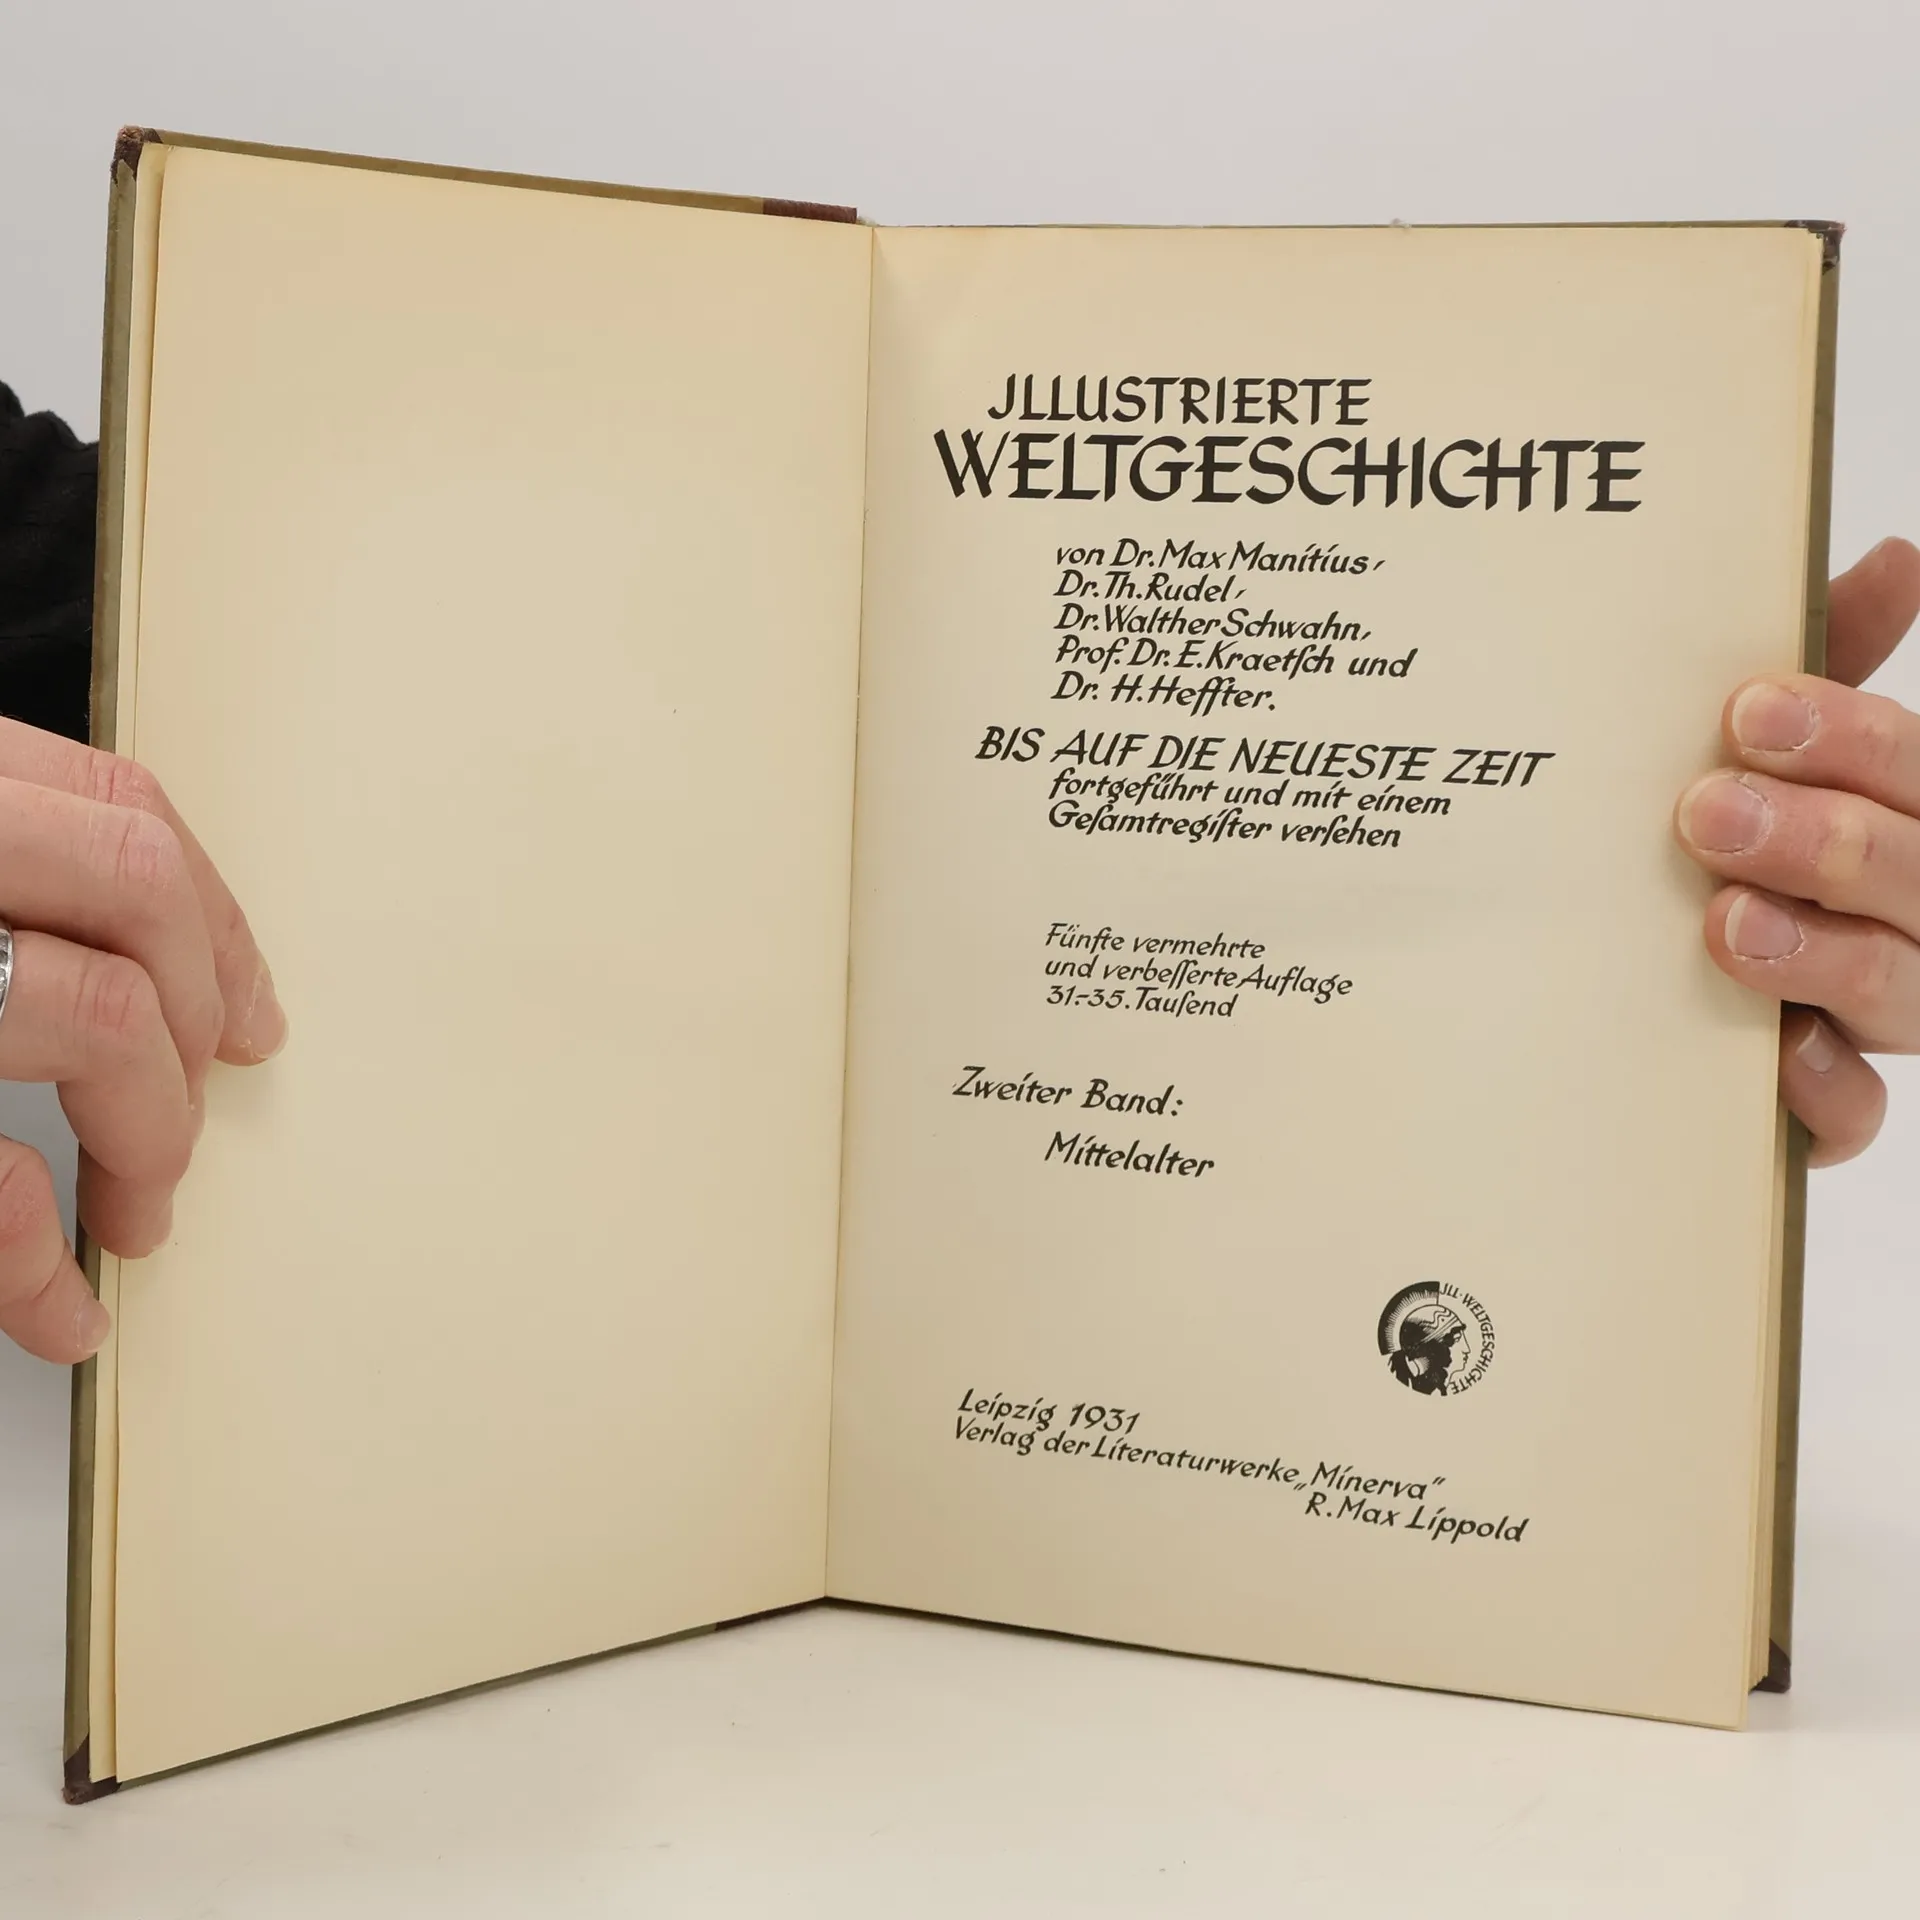 JLLUSTRIERTE
WELTGESCHICHTE
von Dr. Max Manitius,
Dr. Th. Rudel,
Dr. Walther Schwahn,
Prof. Dr. E. Kraetſch und
Dr. H. Heffter.
BIS AUF DIE NEUESTE ZEIT
fortgeführt und mit einem
Geſamtregiſter verſehen
Fünfte vermehrte
und verbeſſerte Auflage
31.-35. Tauſend
Zweiter Band:
Mittelalter
JLL·WELTGESCHICHTE
Leipzig 1931
Verlag der Literaturwerke „Minerva“
R. Max Lippold